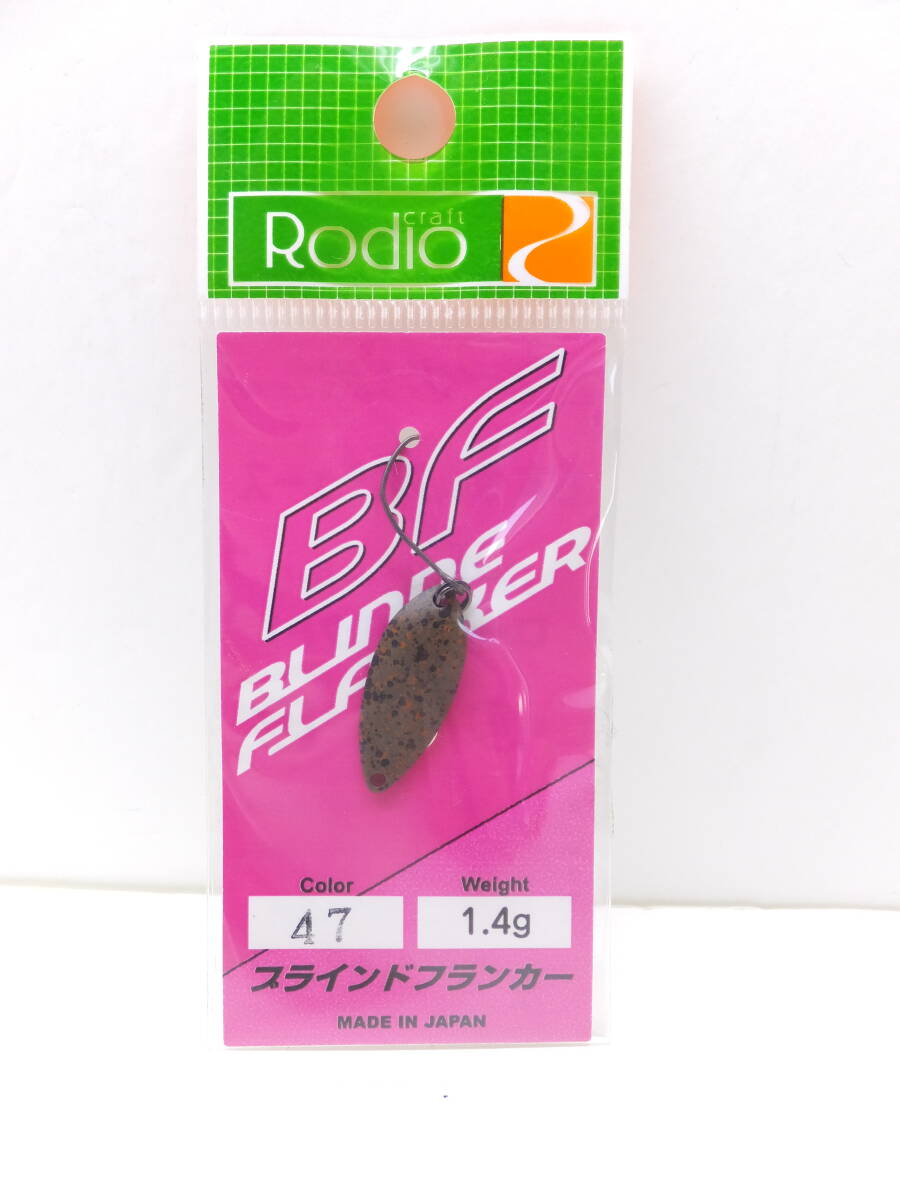 Rodio craft
BF
BLINDE
FLANKER
Color Weight
47 1.4g
ブラインドフランカー
MADE IN JAPAN